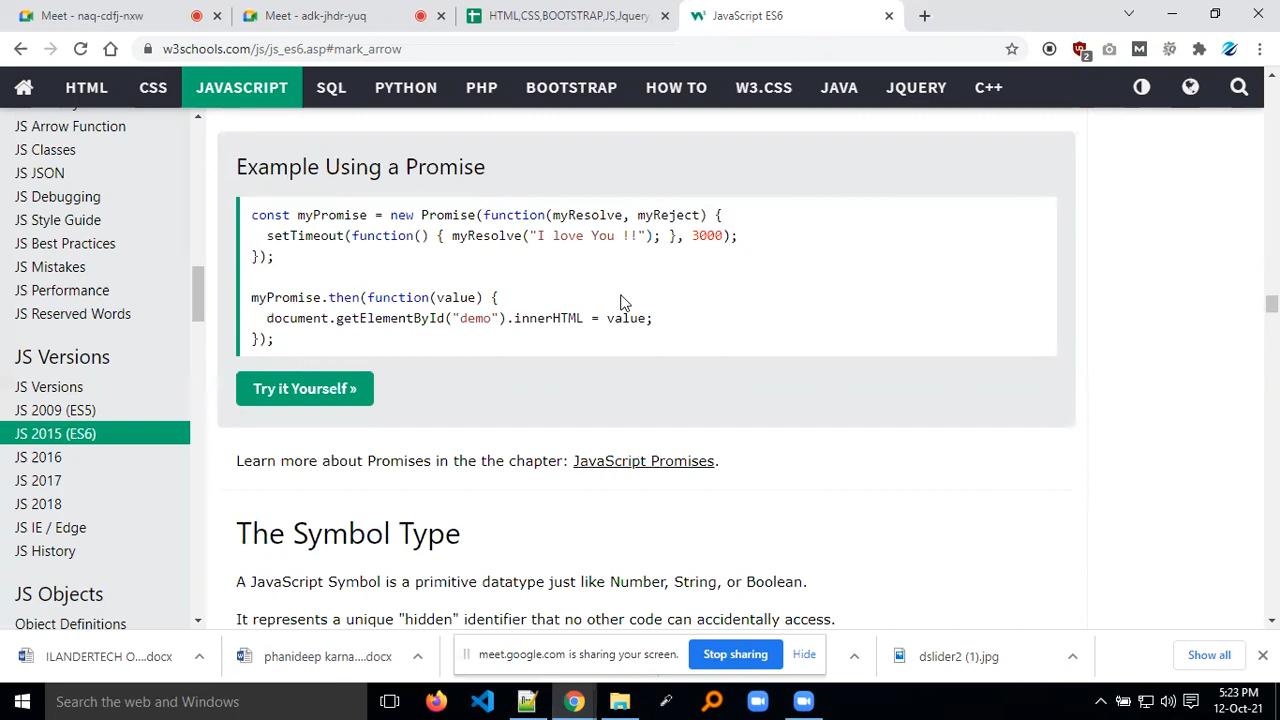 Meet - naq-cdfj-nxw
Meet - adk-jhdr-yuq
HTML,CSS,BOOTSTRAP,JS,Jquery,
JavaScript ES6
w3schools.com/js/js_es6.asp#mark_arrow
2
HTML CSS JAVASCRIPT SQL PYTHON PHP BOOTSTRAP HOW TO W3.CSS JAVA JQUERY C++
JS Arrow Function
JS Classes
JS JSON
JS Debugging
JS Style Guide
JS Best Practices
JS Mistakes
JS Performance
JS Reserved Words
JS Versions
JS Versions
JS 2009 (ES5)
JS 2015 (ES6)
JS 2016
JS 2017
JS 2018
JS IE / Edge
JS History
JS Objects
Object Definitions
Example Using a Promise
const myPromise = new Promise(function(myResolve, myReject) {
setTimeout(function() { myResolve("I love You !!"); }, 3000);
});
myPromise.then(function(value) {
document.getElementById("demo").innerHTML = value;
});
Try it Yourself »
Learn more about Promises in the the chapter: JavaScript Promises.
The Symbol Type
A JavaScript Symbol is a primitive datatype just like Number, String, or Boolean.
It represents a unique "hidden" identifier that no other code can accidentally access.
ILANDERTECH O....docx
phanideep karna....docx
meet.google.com is sharing your screen.
Stop sharing
Hide
dslider2 (1).jpg
Show all
Search the web and Windows
5:23 PM
12-Oct-21